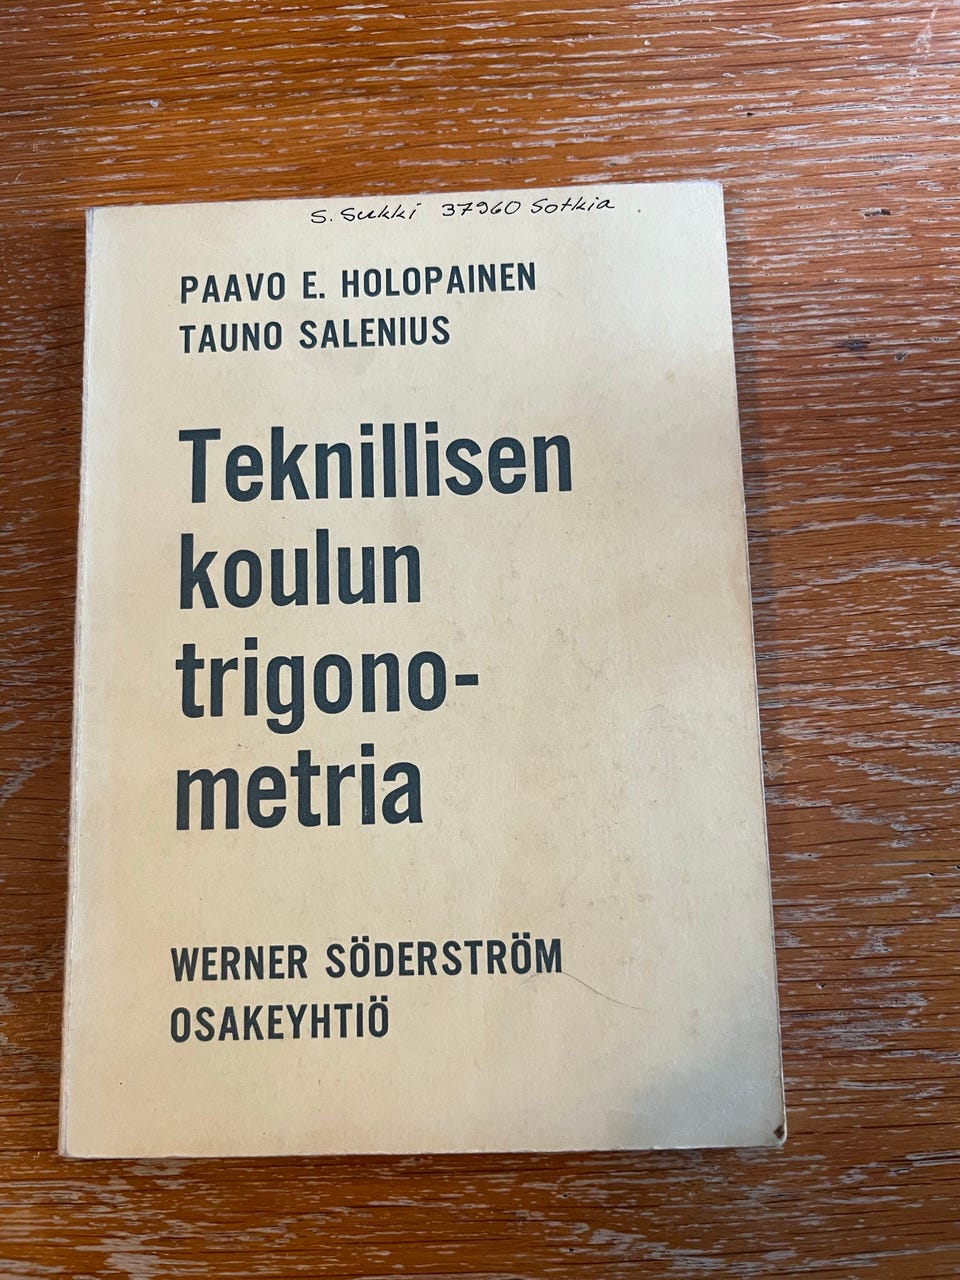 S. Sukki 37960 Sotkia
PAAVO E. HOLOPAINEN
TAUNO SALENIUS
Teknillisen
koulun
trigono-
metria
WERNER SÖDERSTRÖM
OSAKEYHTIÖ